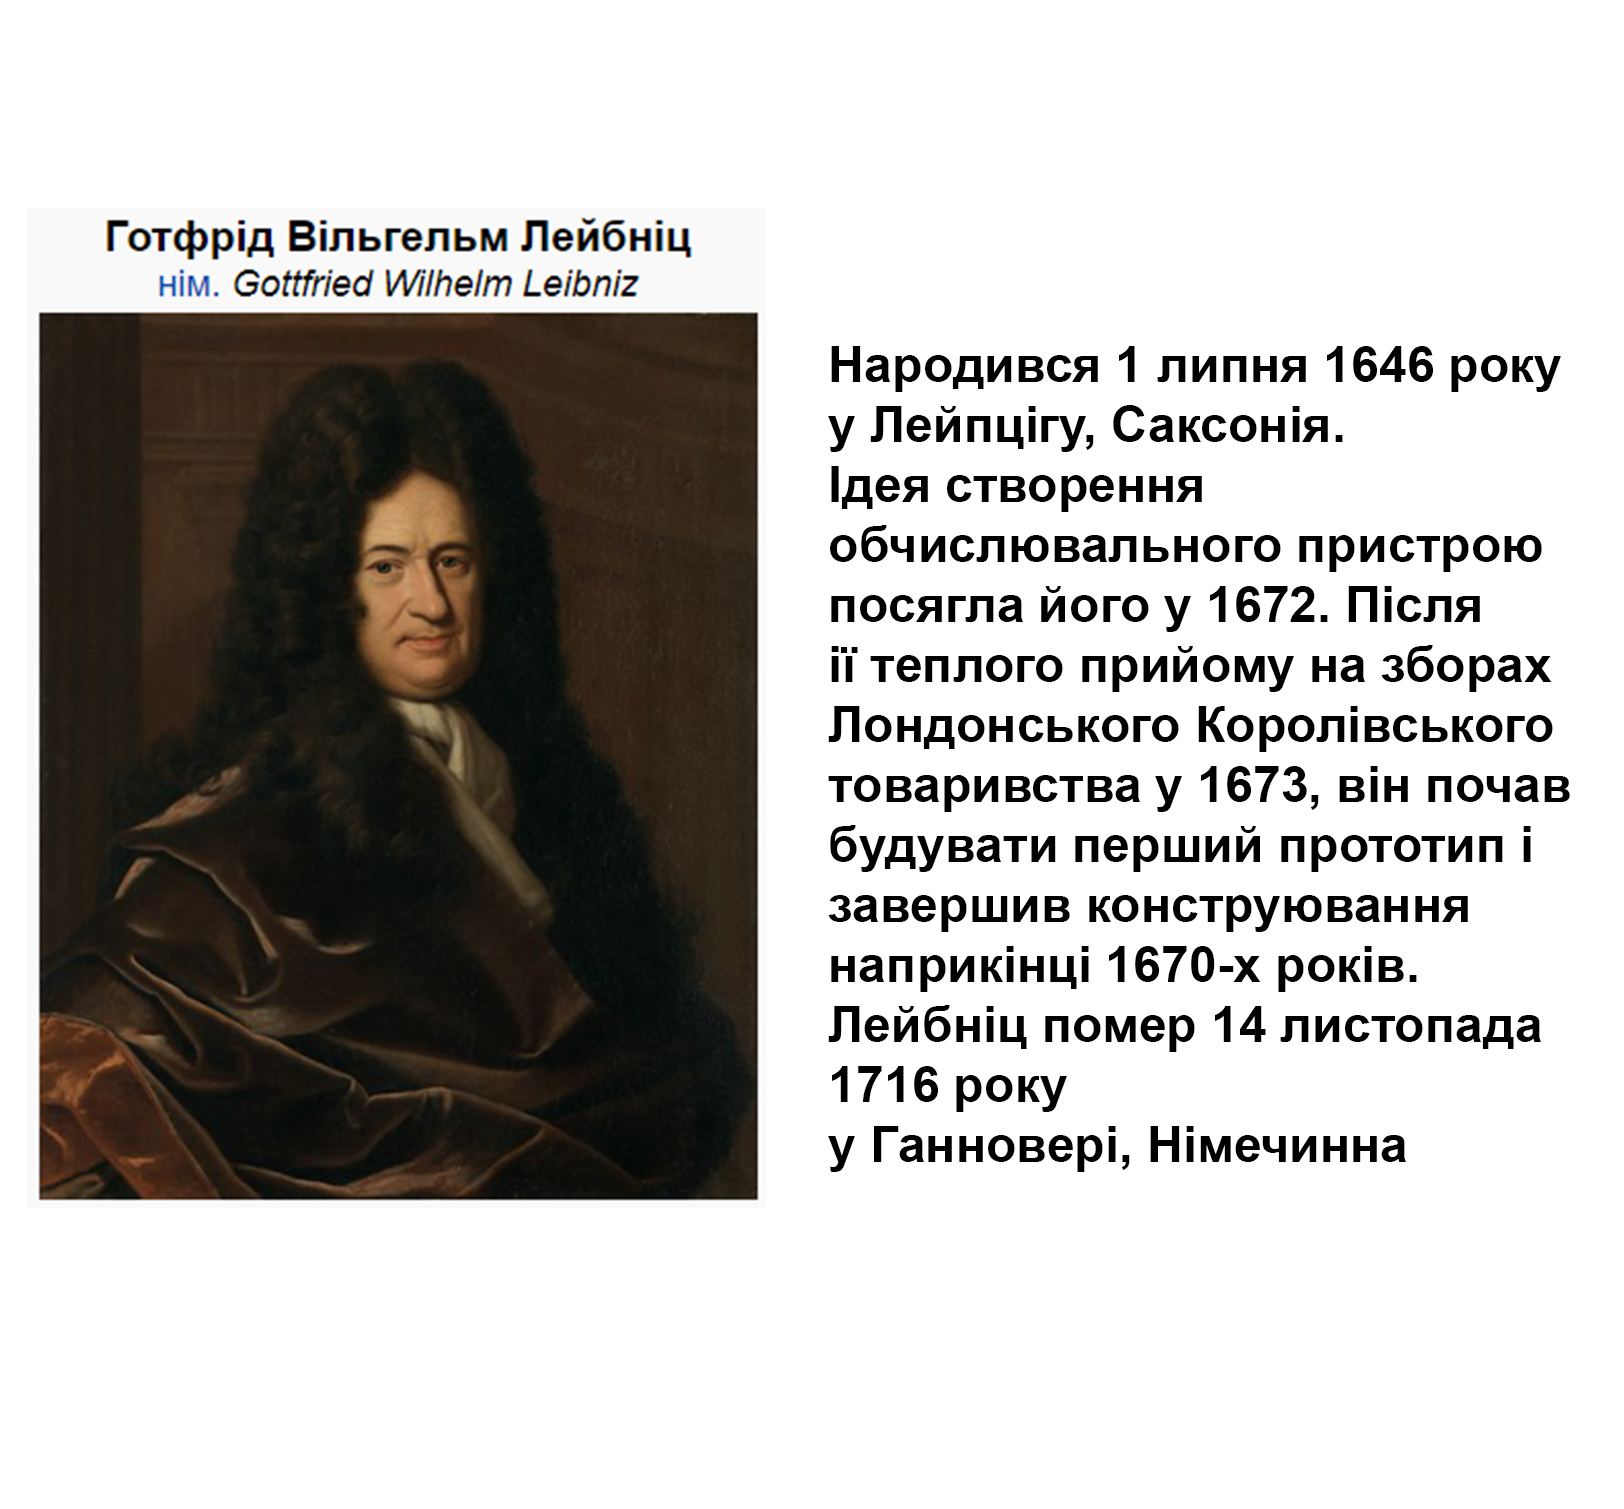 Готфрід Вільгельм Лейбніц
нім. Gottfried Wilhelm Leibniz
Народився 1 липня 1646 року
у Лейпцігу, Саксонія.
Ідея створення
обчислювального пристрою
посягла його у 1672. Після
її теплого прийому на зборах
Лондонського Королівського
товаривства у 1673, він почав
будувати перший прототип і
завершив конструювання
наприкінці 1670-х років.
Лейбніц помер 14 листопада
1716 року
у Ганновері, Німечинна